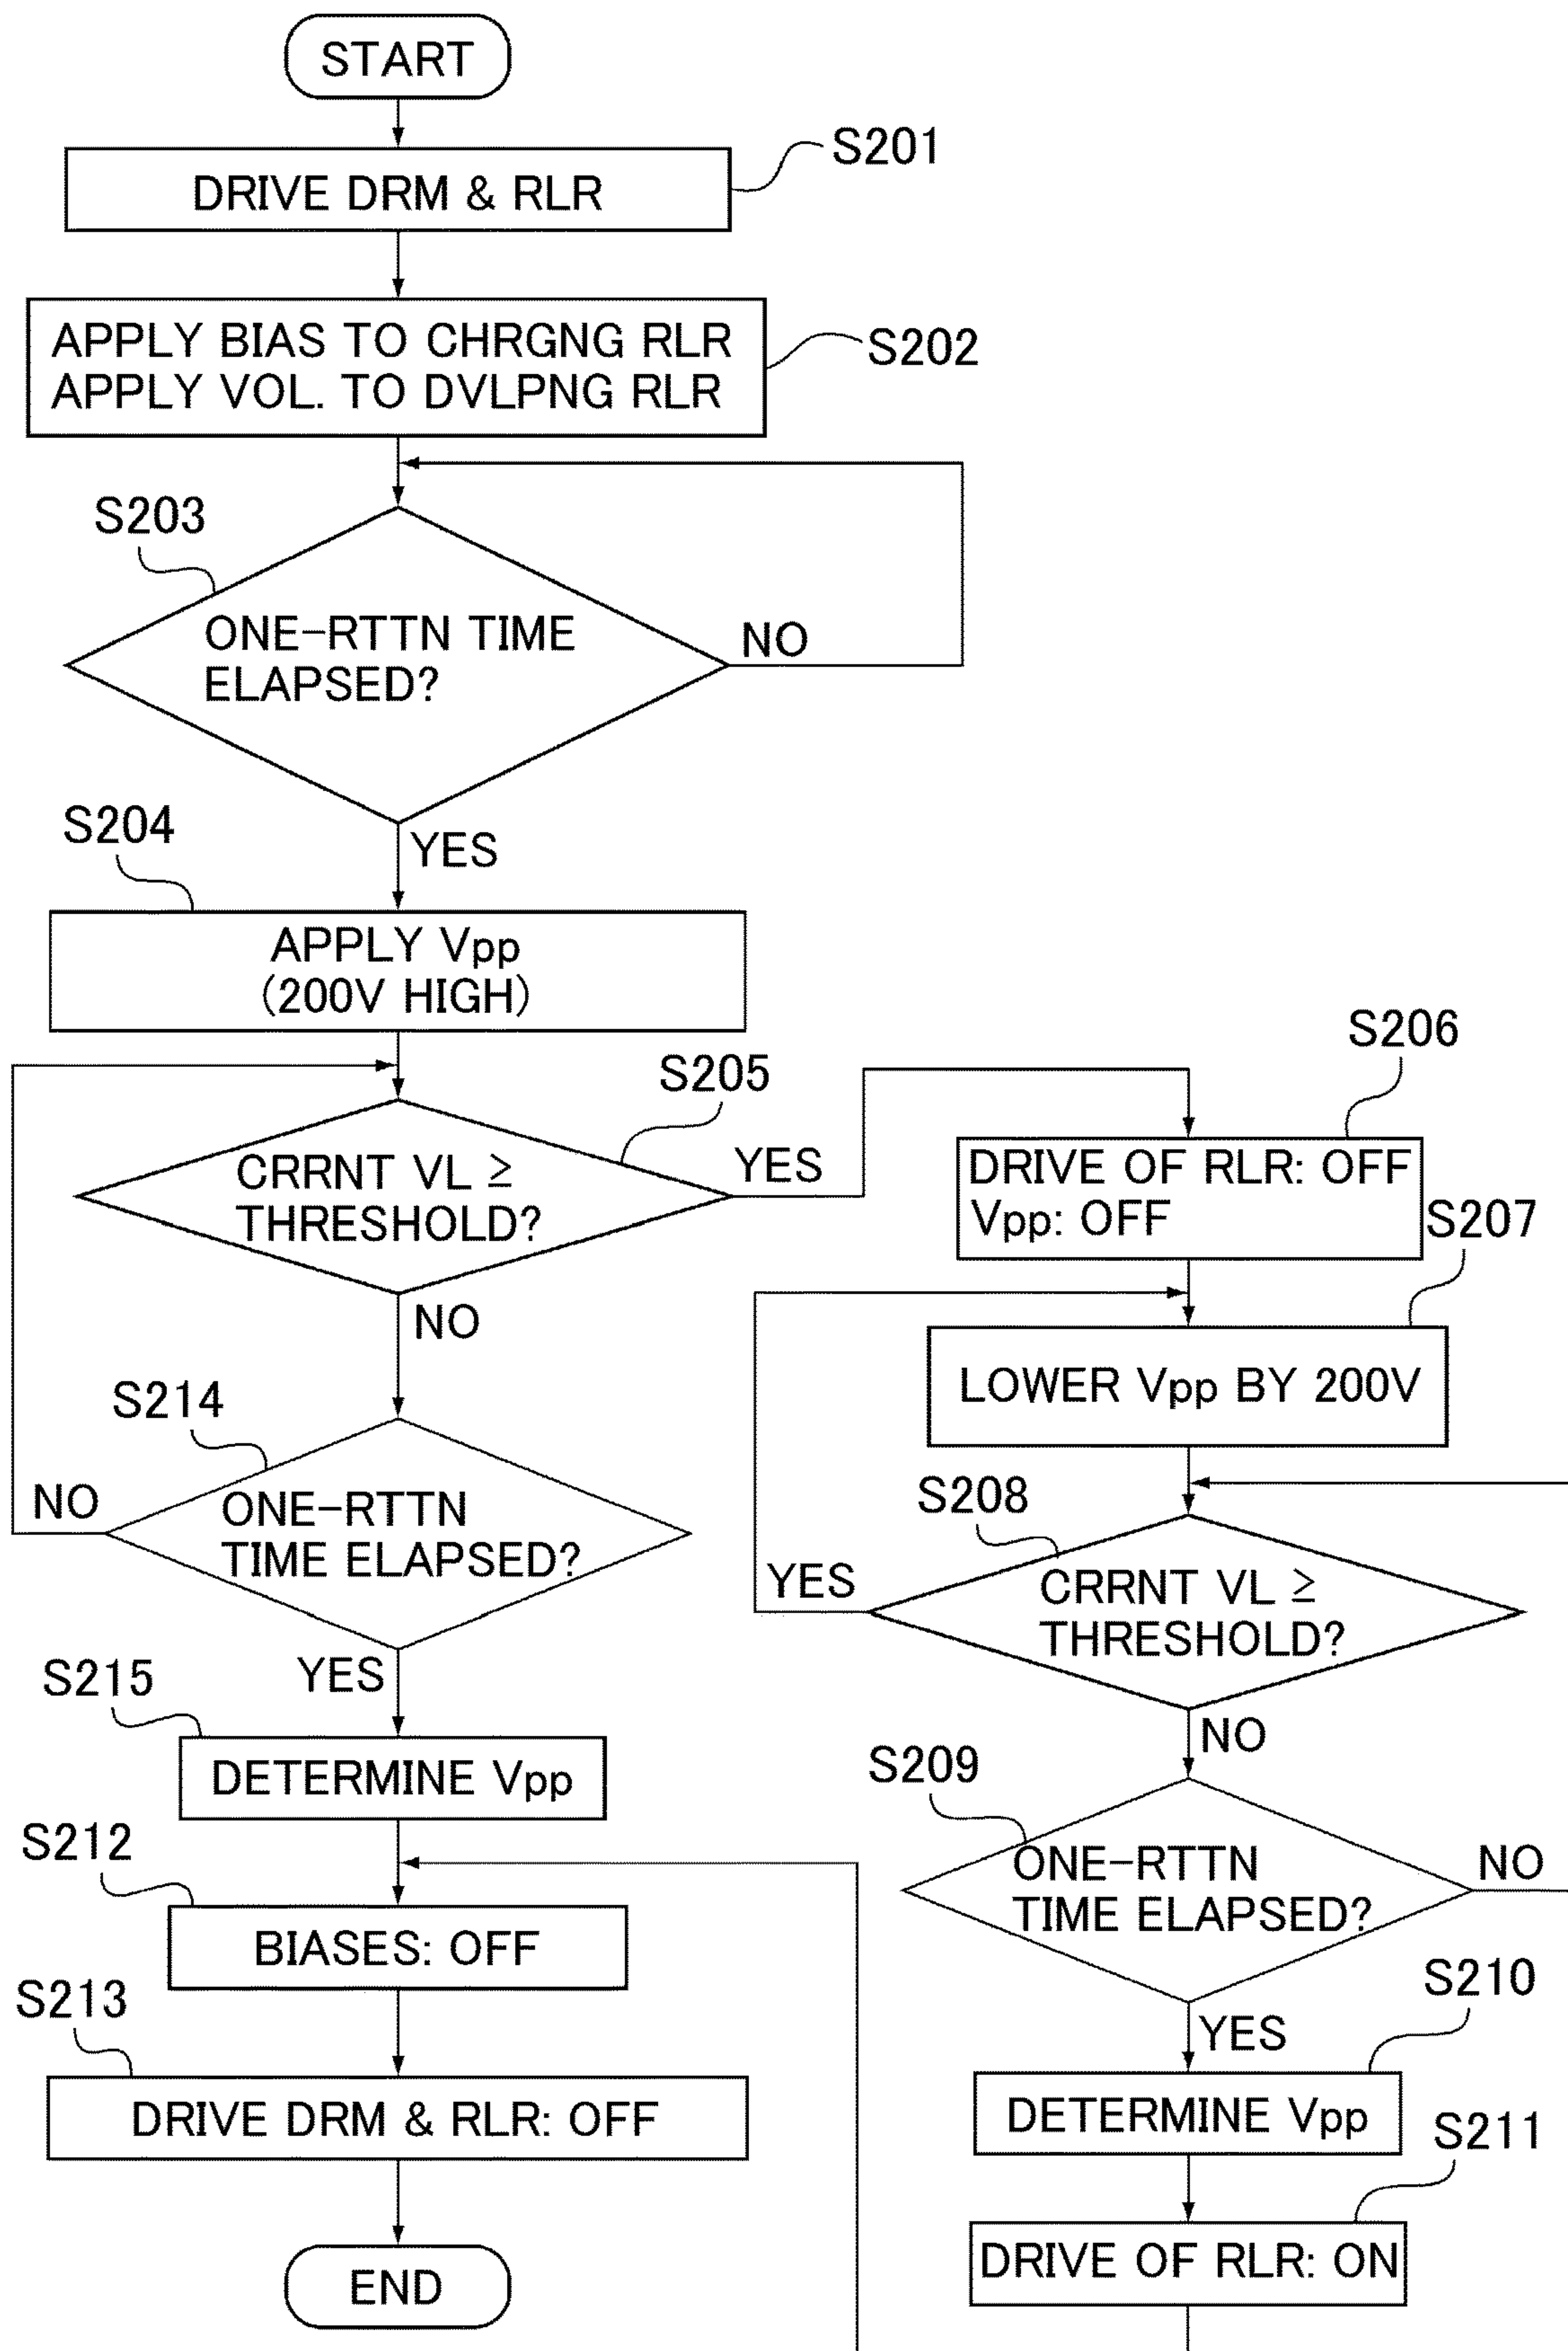 START
S201
DRIVE DRM & RLR
S202
APPLY BIAS TO CHRGNG RLR
APPLY VOL. TO DVLPNG RLR
S203
ONE-RTTN TIME
ELAPSED?
NO
YES
S204
APPLY Vpp
(200V HIGH)
S205
CRRNT VL ≥
THRESHOLD?
YES
NO
S206
DRIVE OF RLR: OFF
Vpp: OFF
S207
LOWER Vpp BY 200V
S208
CRRNT VL ≥
THRESHOLD?
YES
NO
S209
ONE-RTTN
TIME ELAPSED?
NO
YES
S210
DETERMINE Vpp
S211
DRIVE OF RLR: ON
S214
ONE-RTTN
TIME ELAPSED?
NO
YES
S215
DETERMINE Vpp
S212
BIASES: OFF
S213
DRIVE DRM & RLR: OFF
END